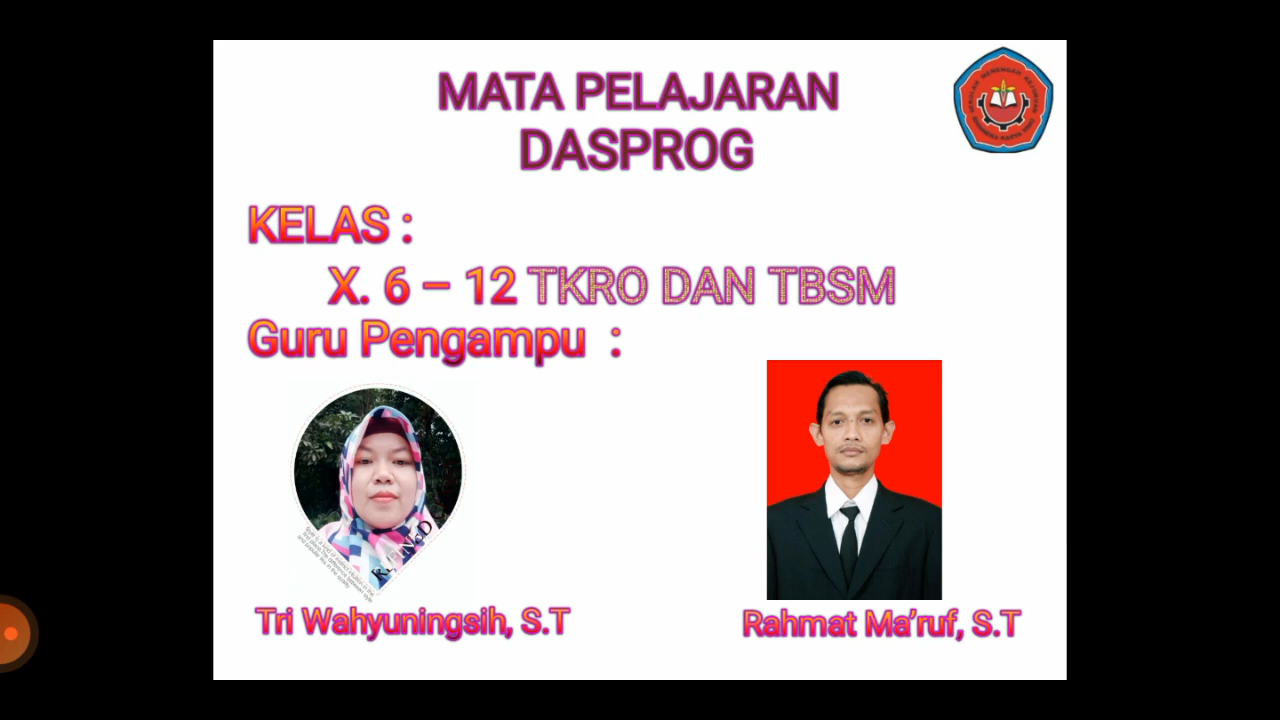 MATA PELAJARAN
DASPROG
KELAS :
X. 6 – 12 TKRO DAN TBSM
Guru Pengampu :
Tri Wahyuningsih, S.T
Rahmat Ma’ruf, S.T